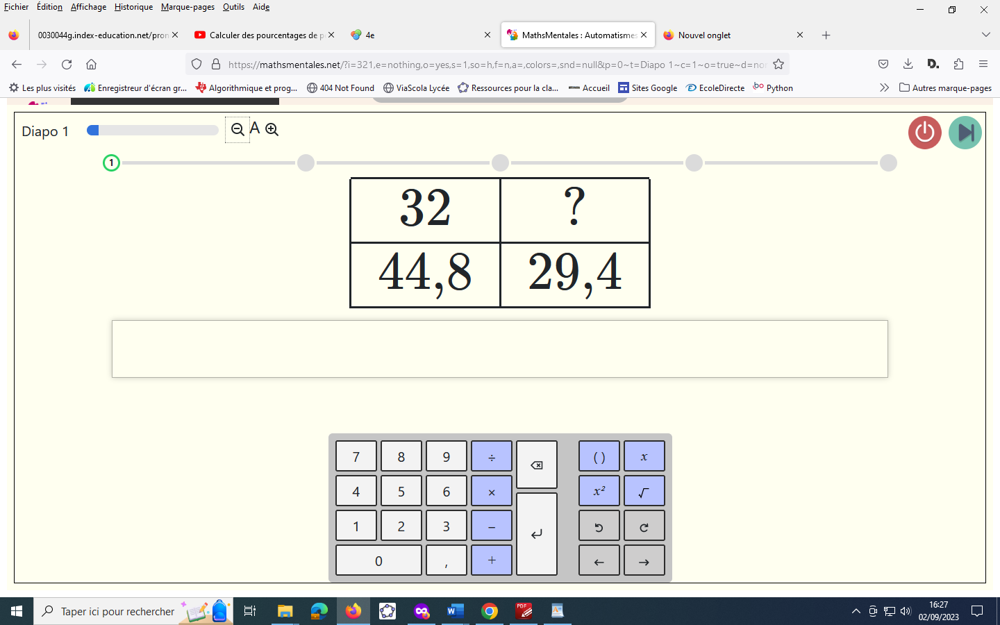 Fichier Édition Affichage Historique Marque-pages Outils Aide
0030044g.index-education.net/pron
Calculer des pourcentages de p
4e
MathsMentales : Automatismes
Nouvel onglet
https://mathsmentales.net/?i=321,e=nothing,o=yes,s=1,so=h,f=n,a=,colors=,snd=null&p=0~t=Diapo 1~c=1~o=true~d=nor
D.
Les plus visités Enregistreur d'écran gr... Algorithmique et prog... 404 Not Found ViaScola Lycée Ressources pour la cla... Accueil Sites Google EcoleDirecte Python Autres marque-pages
Diapo 1 A
1
32 ?
44,8 29,4
7 8 9 ÷ ( ) x
4 5 6 × x² √
1 2 3 −
0 , +
Taper ici pour rechercher
16:27
02/09/2023